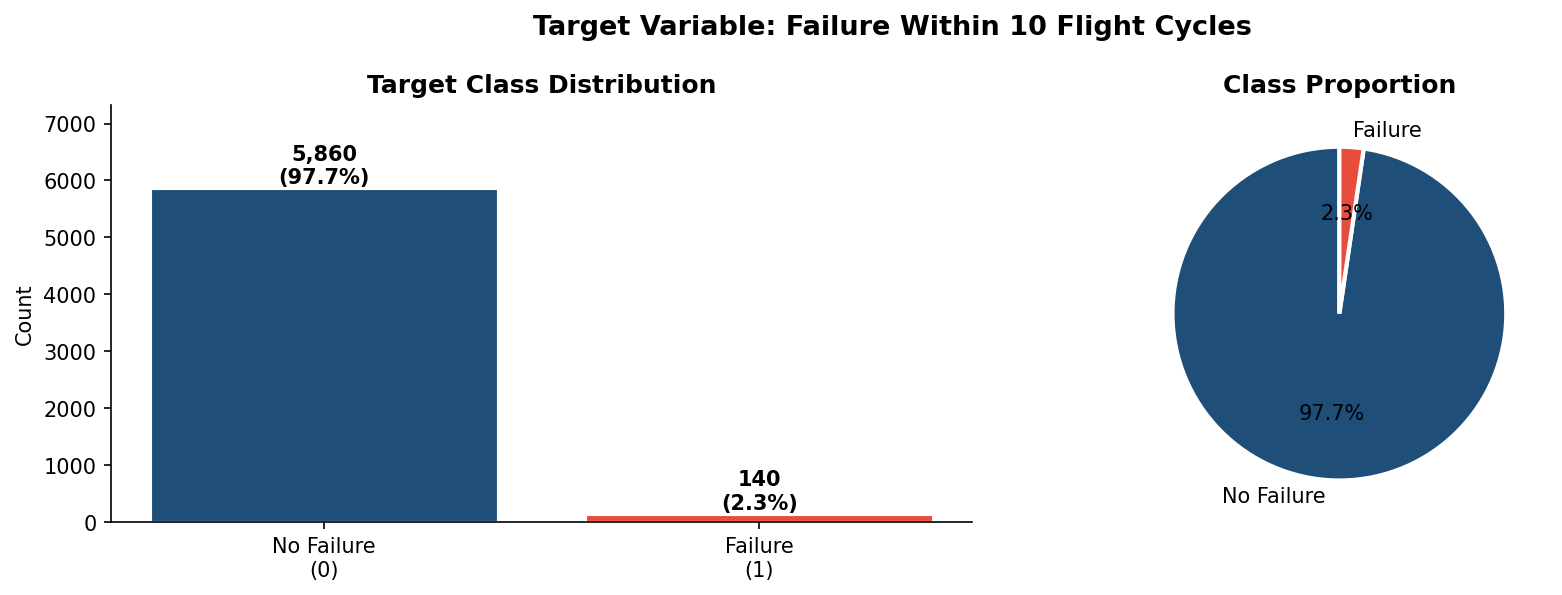 Target Variable: Failure Within 10 Flight Cycles
Target Class Distribution
Count
7000
6000
5000
4000
3000
2000
1000
0
5,860
(97.7%)
140
(2.3%)
No Failure
(0)
Failure
(1)
Class Proportion
Failure
2.3%
97.7%
No Failure